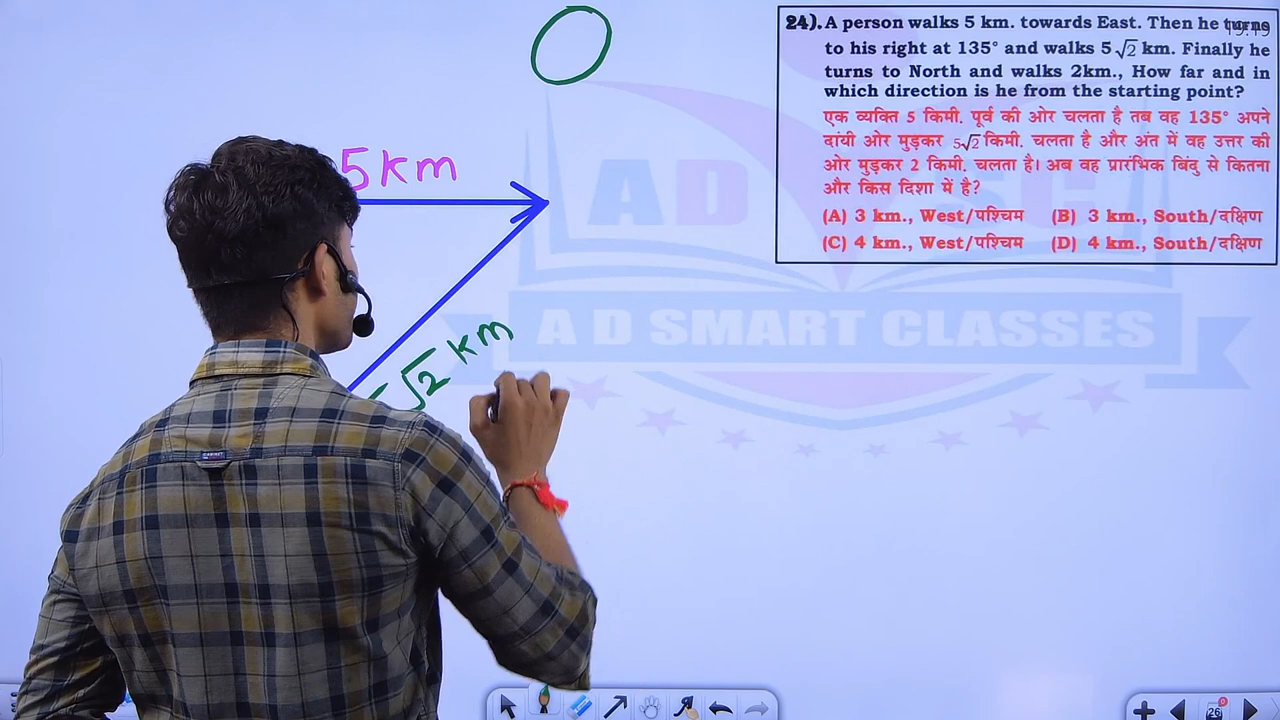 24). A person walks 5 km. towards East. Then he turns
to his right at 135° and walks 5√2 km. Finally he
turns to North and walks 2km., How far and in
which direction is he from the starting point?
एक व्यक्ति 5 किमी. पूर्व की ओर चलता है तब वह 135° अपने
दांयी ओर मुड़कर 5√2 किमी. चलता है और अंत में वह उत्तर की
ओर मुड़कर 2 किमी. चलता है। अब वह प्रारंभिक बिंदु से कितना
और किस दिशा में है?
(A) 3 km., West/पश्चिम (B) 3 km., South/दक्षिण
(C) 4 km., West/पश्चिम (D) 4 km., South/दक्षिण
5 km
√2 km
AD SC
A D SMART CLASSES
CABINET
26